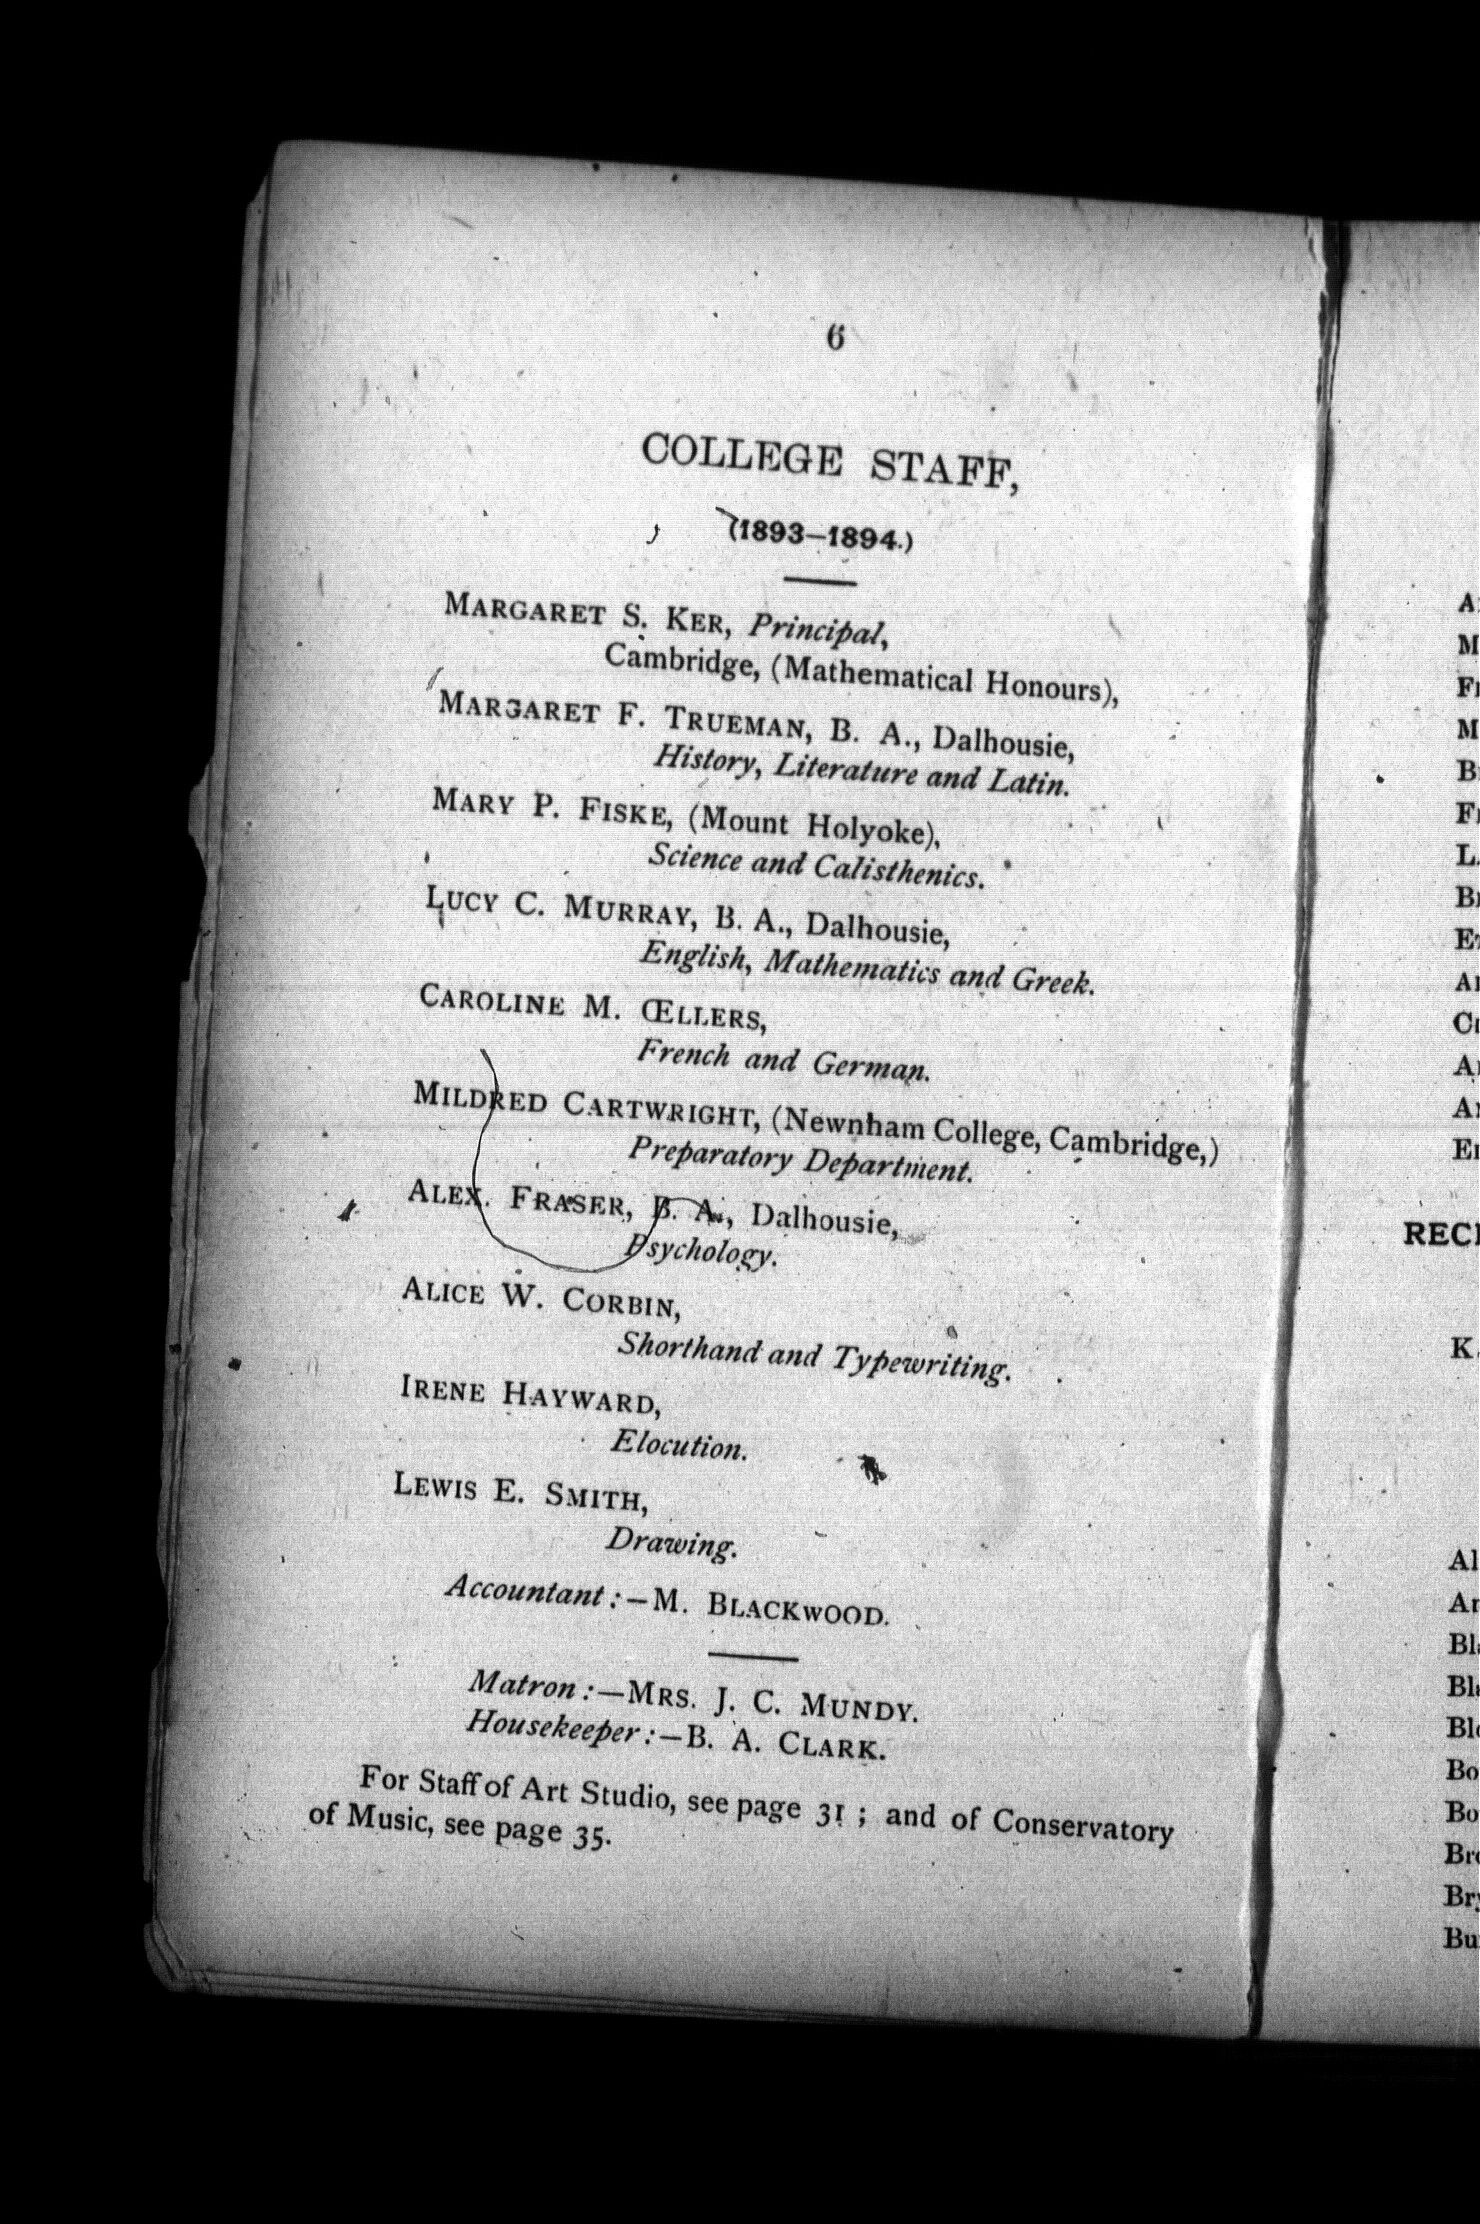 6
COLLEGE STAFF,
(1893–1894.)
MARGARET S. KER, Principal,
Cambridge, (Mathematical Honours),
MARGARET F. TRUEMAN, B. A., Dalhousie,
History, Literature and Latin.
MARY P. FISKE, (Mount Holyoke),
Science and Calisthenics.
LUCY C. MURRAY, B. A., Dalhousie,
English, Mathematics and Greek.
CAROLINE M. ŒLLERS,
French and German.
MILDRED CARTWRIGHT, (Newnham College, Cambridge,)
Preparatory Department.
ALEX. FRASER, B. A., Dalhousie,
Psychology.
ALICE W. CORBIN,
Shorthand and Typewriting.
IRENE HAYWARD,
Elocution.
LEWIS E. SMITH,
Drawing.
Accountant:—M. BLACKWOOD.
Matron:—MRS. J. C. MUNDY.
Housekeeper:—B. A. CLARK.
For Staff of Art Studio, see page 31; and of Conservatory
of Music, see page 35.